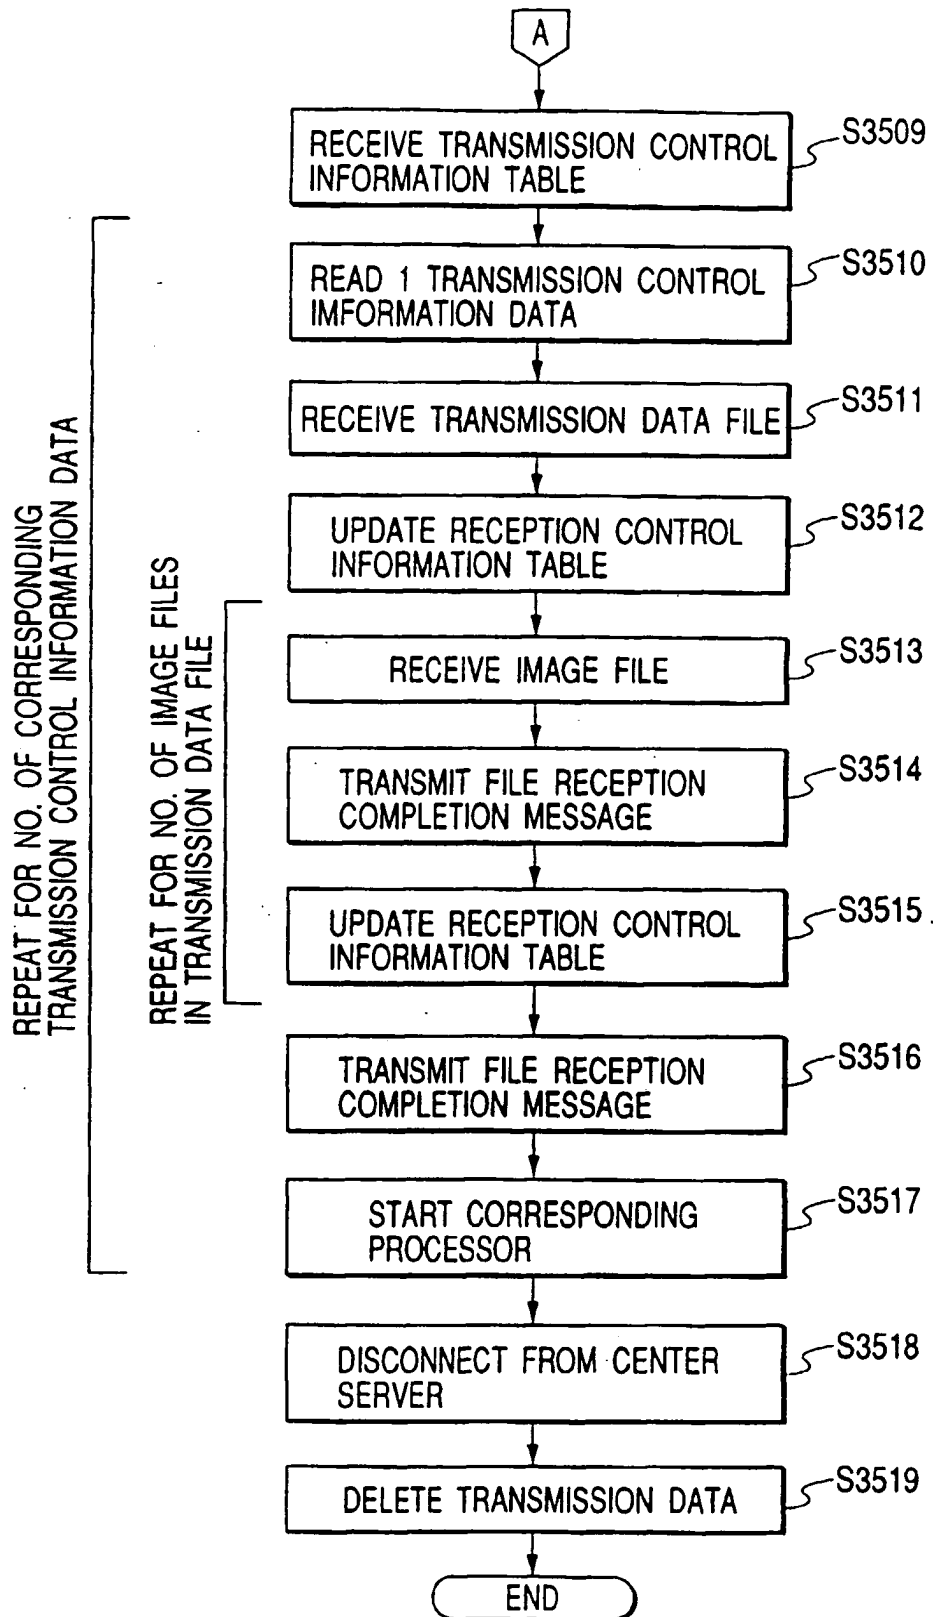 A
RECEIVE TRANSMISSION CONTROL
INFORMATION TABLE
S3509
READ 1 TRANSMISSION CONTROL
IMFORMATION DATA
S3510
RECEIVE TRANSMISSION DATA FILE
S3511
UPDATE RECEPTION CONTROL
INFORMATION TABLE
S3512
RECEIVE IMAGE FILE
S3513
TRANSMIT FILE RECEPTION
COMPLETION MESSAGE
S3514
UPDATE RECEPTION CONTROL
INFORMATION TABLE
S3515
TRANSMIT FILE RECEPTION
COMPLETION MESSAGE
S3516
START CORRESPONDING
PROCESSOR
S3517
DISCONNECT FROM CENTER
SERVER
S3518
DELETE TRANSMISSION DATA
S3519
END
REPEAT FOR NO. OF CORRESPONDING
TRANSMISSION CONTROL INFORMATION DATA
REPEAT FOR NO. OF IMAGE FILES
IN TRANSMISSION DATA FILE